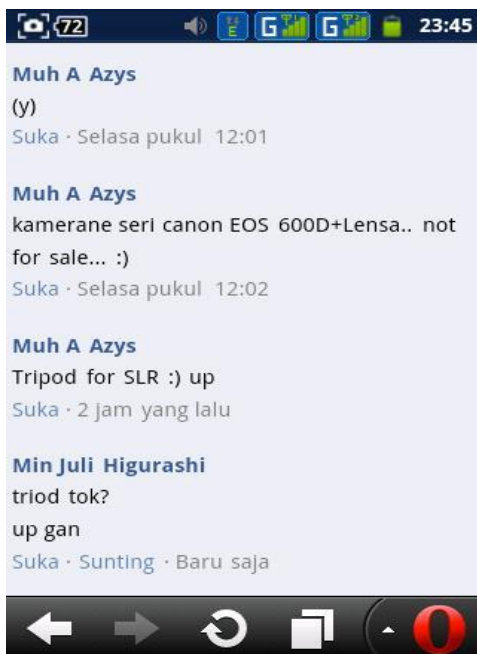 72
G
G
23:45
Muh A Azys
(y)
Suka · Selasa pukul 12:01
Muh A Azys
kamerane seri canon EOS 600D+Lensa.. not
for sale... :)
Suka · Selasa pukul 12:02
Muh A Azys
Tripod for SLR :) up
Suka · 2 jam yang lalu
Min Juli Higurashi
triod tok?
up gan
Suka · Sunting · Baru saja